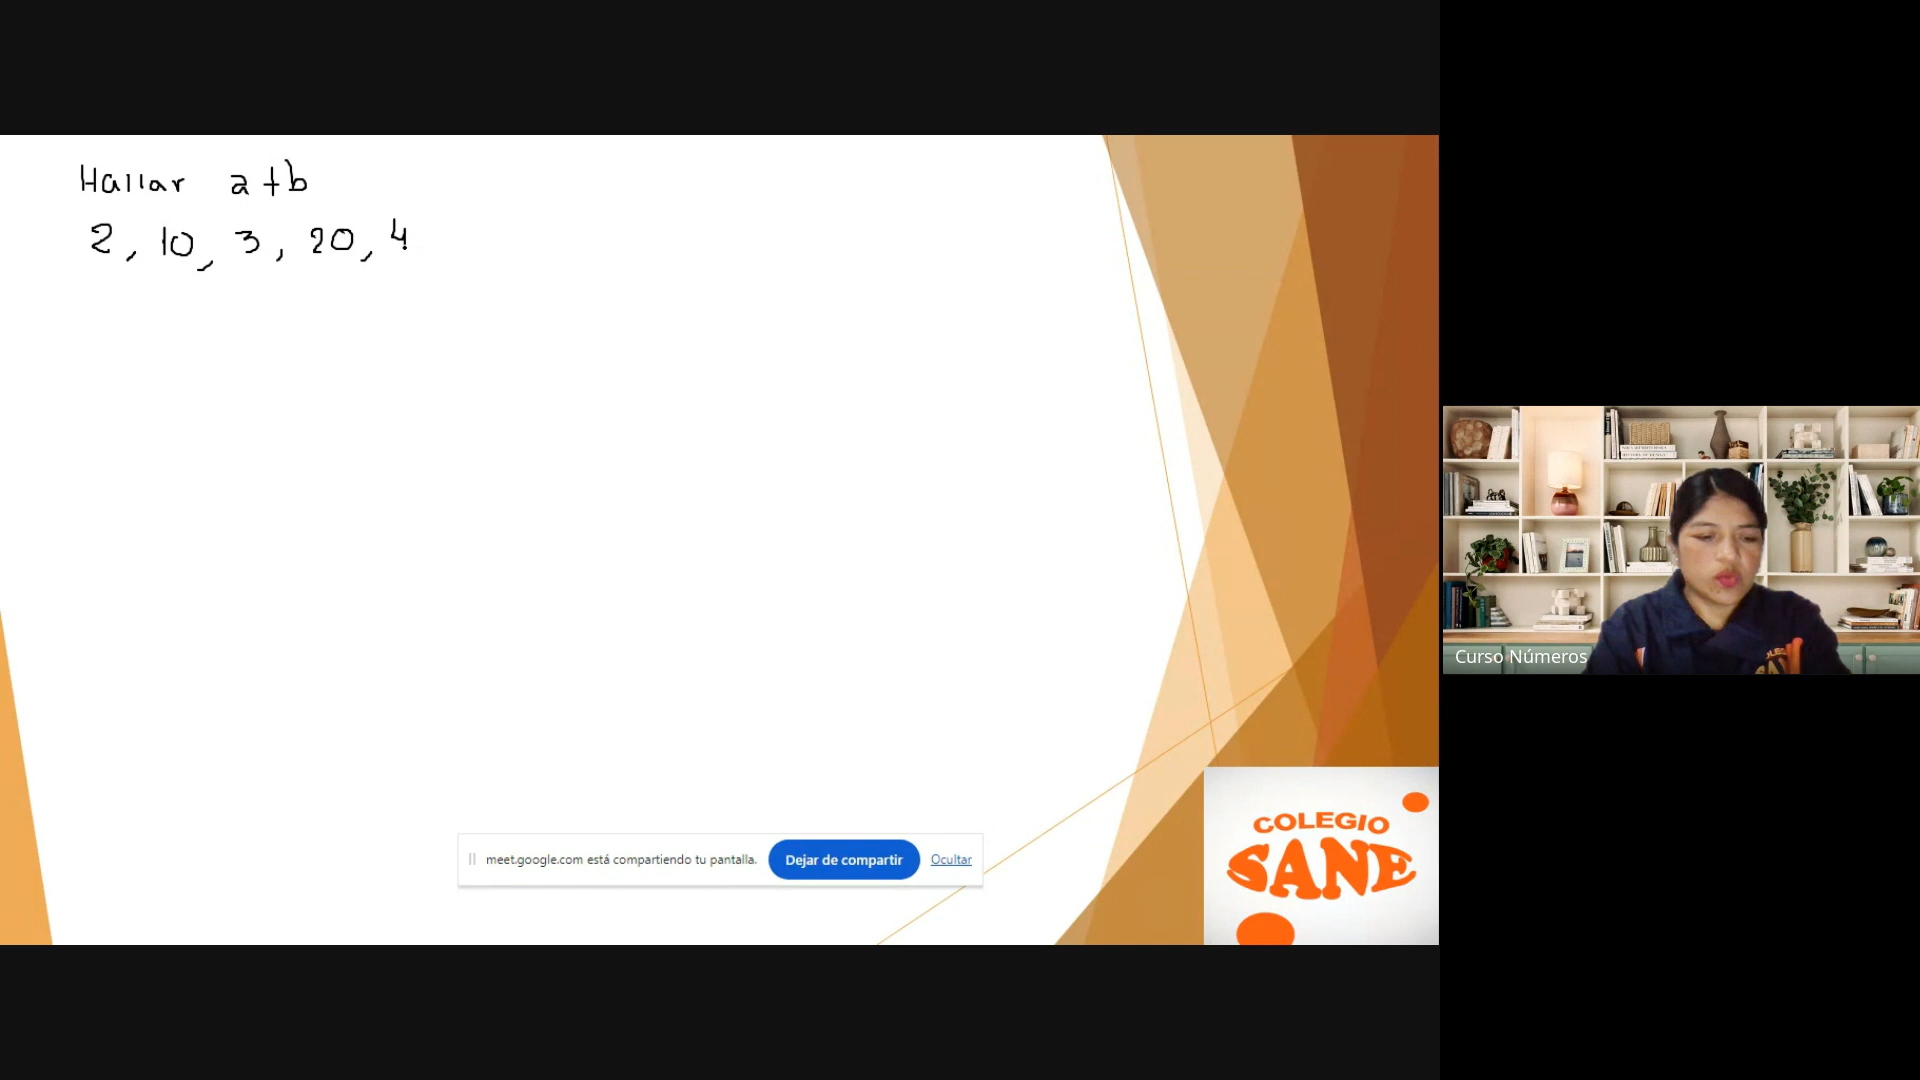 Hallar a+b
2, 10, 3, 20, 4
meet.google.com está compartiendo tu pantalla. Dejar de compartir Ocultar
COLEGIO
SANE
Curso Números